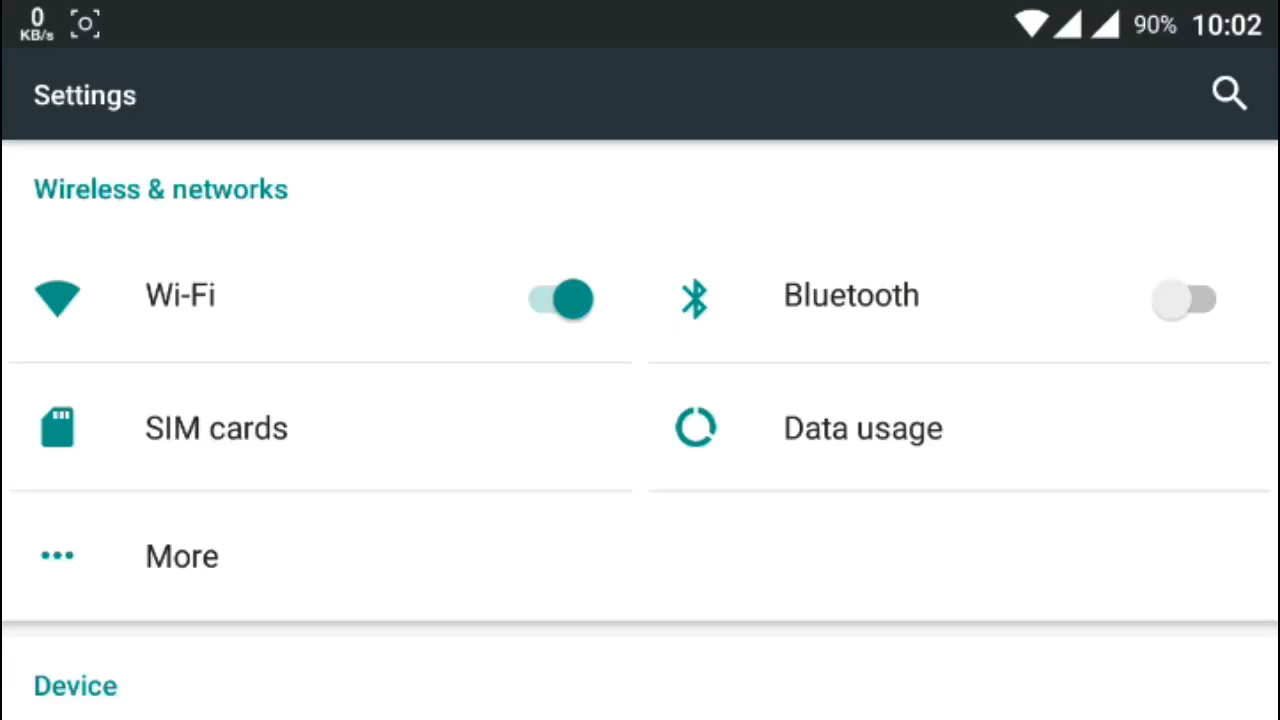 0
KB/s
90% 10:02
Settings
Wireless & networks
Wi-Fi
Bluetooth
SIM cards
Data usage
More
Device